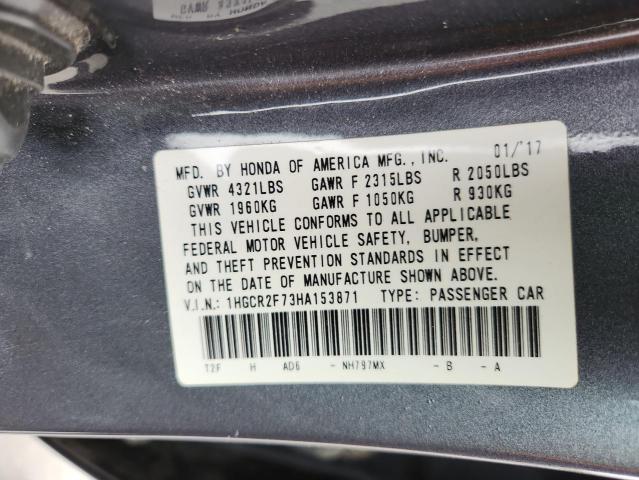 MFD. BY HONDA OF AMERICA MFG., INC. 01/'17
GVWR 4321LBS GAWR F 2315LBS R 2050LBS
GVWR 1960KG GAWR F 1050KG R 930KG
THIS VEHICLE CONFORMS TO ALL APPLICABLE
FEDERAL MOTOR VEHICLE SAFETY, BUMPER,
AND THEFT PREVENTION STANDARDS IN EFFECT
ON THE DATE OF MANUFACTURE SHOWN ABOVE.
V.I.N.: 1HGCR2F73HA153871 TYPE: PASSENGER CAR
T2F H AD6 - NH797MX - B - A